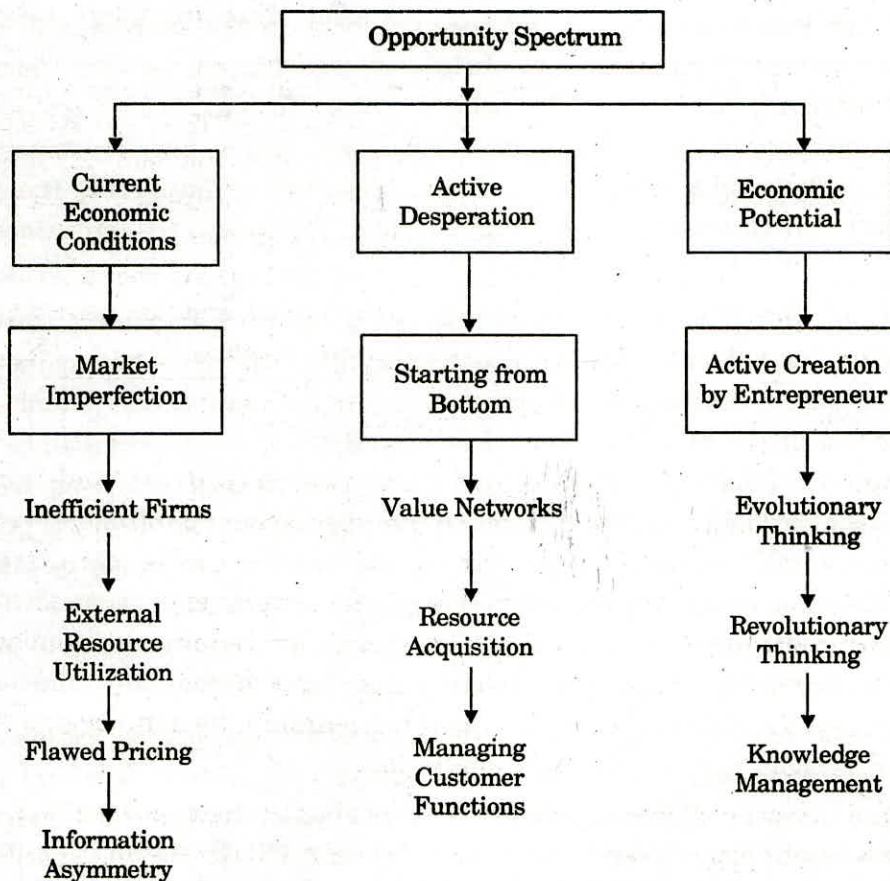 Opportunity Spectrum
Current
Economic
Conditions
Active
Desperation
Economic
Potential
Market
Imperfection
Starting from
Bottom
Active Creation
by Entrepreneur
Inefficient Firms
Value Networks
Evolutionary
Thinking
External
Resource
Utilization
Resource
Acquisition
Revolutionary
Thinking
Flawed Pricing
Managing
Customer
Functions
Knowledge
Management
Information
Asymmetry